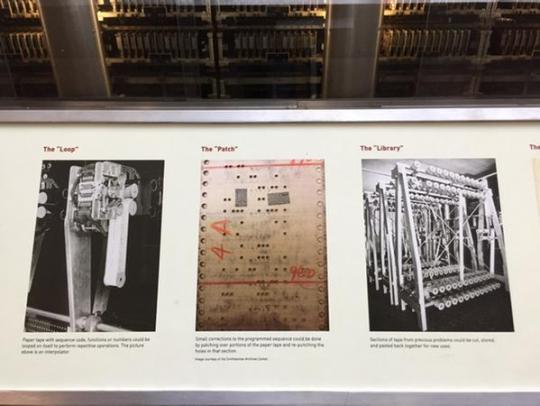 The "Loop"
Paper tape with sequence code, functions or numbers could be
looped on itself to perform repetitive operations. The picture
above is an interpolator.
The "Patch"
4A
900
Small corrections to the programmed sequence could be done
by patching over portions of the paper tape and re-punching the
holes in that section.
Image courtesy of the Smithsonian Archives Center.
The "Library"
Sections of tape from previous problems could be cut, stored,
and pasted back together for new uses.
The